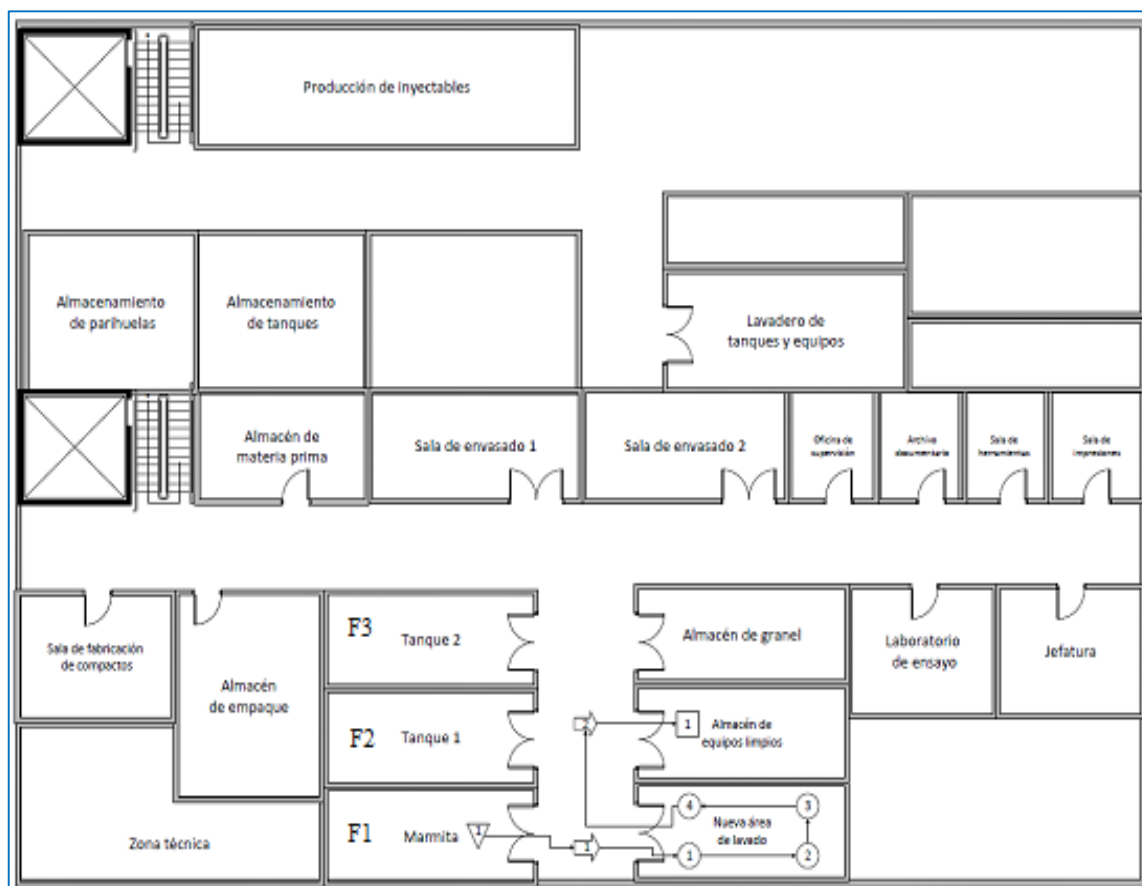 Producción de inyectables
Almacenamiento
de parihuelas
Almacenamiento
de tanques
Lavadero de
tanques y equipos
Almacén de
materia prima
Sala de envasado 1
Sala de envasado 2
Oficina de
supervisión
Archivo
documentario
Sala de
herramientas
Sala de
impresiones
Sala de fabricación
de compactos
Almacén
de empaque
F3 Tanque 2
Almacén de granel
Laboratorio
de ensayo
Jefatura
F2 Tanque 1
2
1
Almacén de
equipos limpios
Zona técnica
F1 Marmita
1
1
4
3
Nueva área
de lavado
1
2